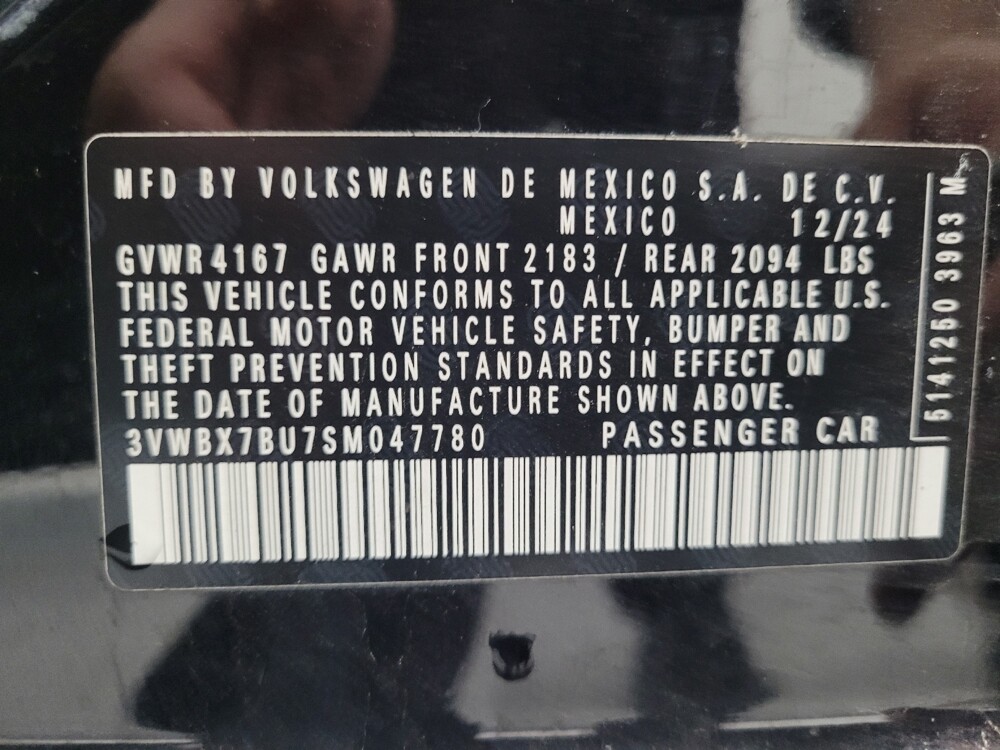 MFD BY VOLKSWAGEN DE MEXICO S.A. DE C.V.
MEXICO 12/24
GVWR 4167 GAWR FRONT 2183 / REAR 2094 LBS
THIS VEHICLE CONFORMS TO ALL APPLICABLE U.S.
FEDERAL MOTOR VEHICLE SAFETY, BUMPER AND
THEFT PREVENTION STANDARDS IN EFFECT ON
THE DATE OF MANUFACTURE SHOWN ABOVE.
3VWBX7BU7SM047780 PASSENGER CAR
5141250 3963 M